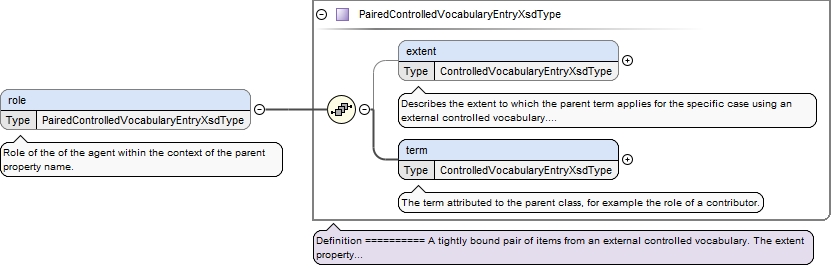 PairedControlledVocabularyEntryXsdType
extent
Type ControlledVocabularyEntryXsdType
Describes the extent to which the parent term applies for the specific case using an
external controlled vocabulary....
role
Type PairedControlledVocabularyEntryXsdType
Role of the of the agent within the context of the parent
property name.
term
Type ControlledVocabularyEntryXsdType
The term attributed to the parent class, for example the role of a contributor.
Definition ========== A tightly bound pair of items from an external controlled vocabulary. The extent
property...